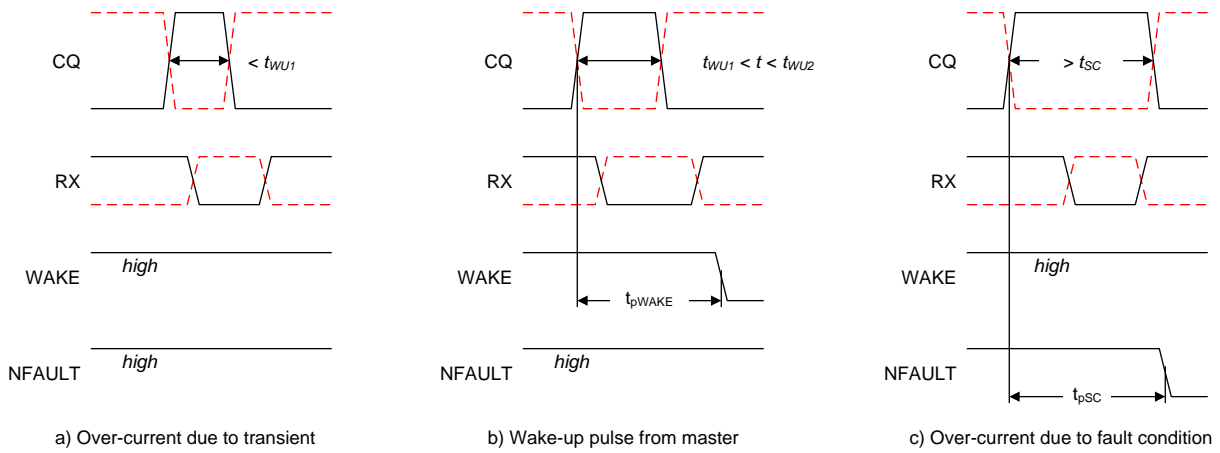 CQ
< tWU1
RX
WAKE
high
NFAULT
high
a) Over-current due to transient
CQ
tWU1 < t < tWU2
RX
WAKE
tpWAKE
NFAULT
high
b) Wake-up pulse from master
CQ
> tSC
RX
WAKE
high
NFAULT
tpSC
c) Over-current due to fault condition